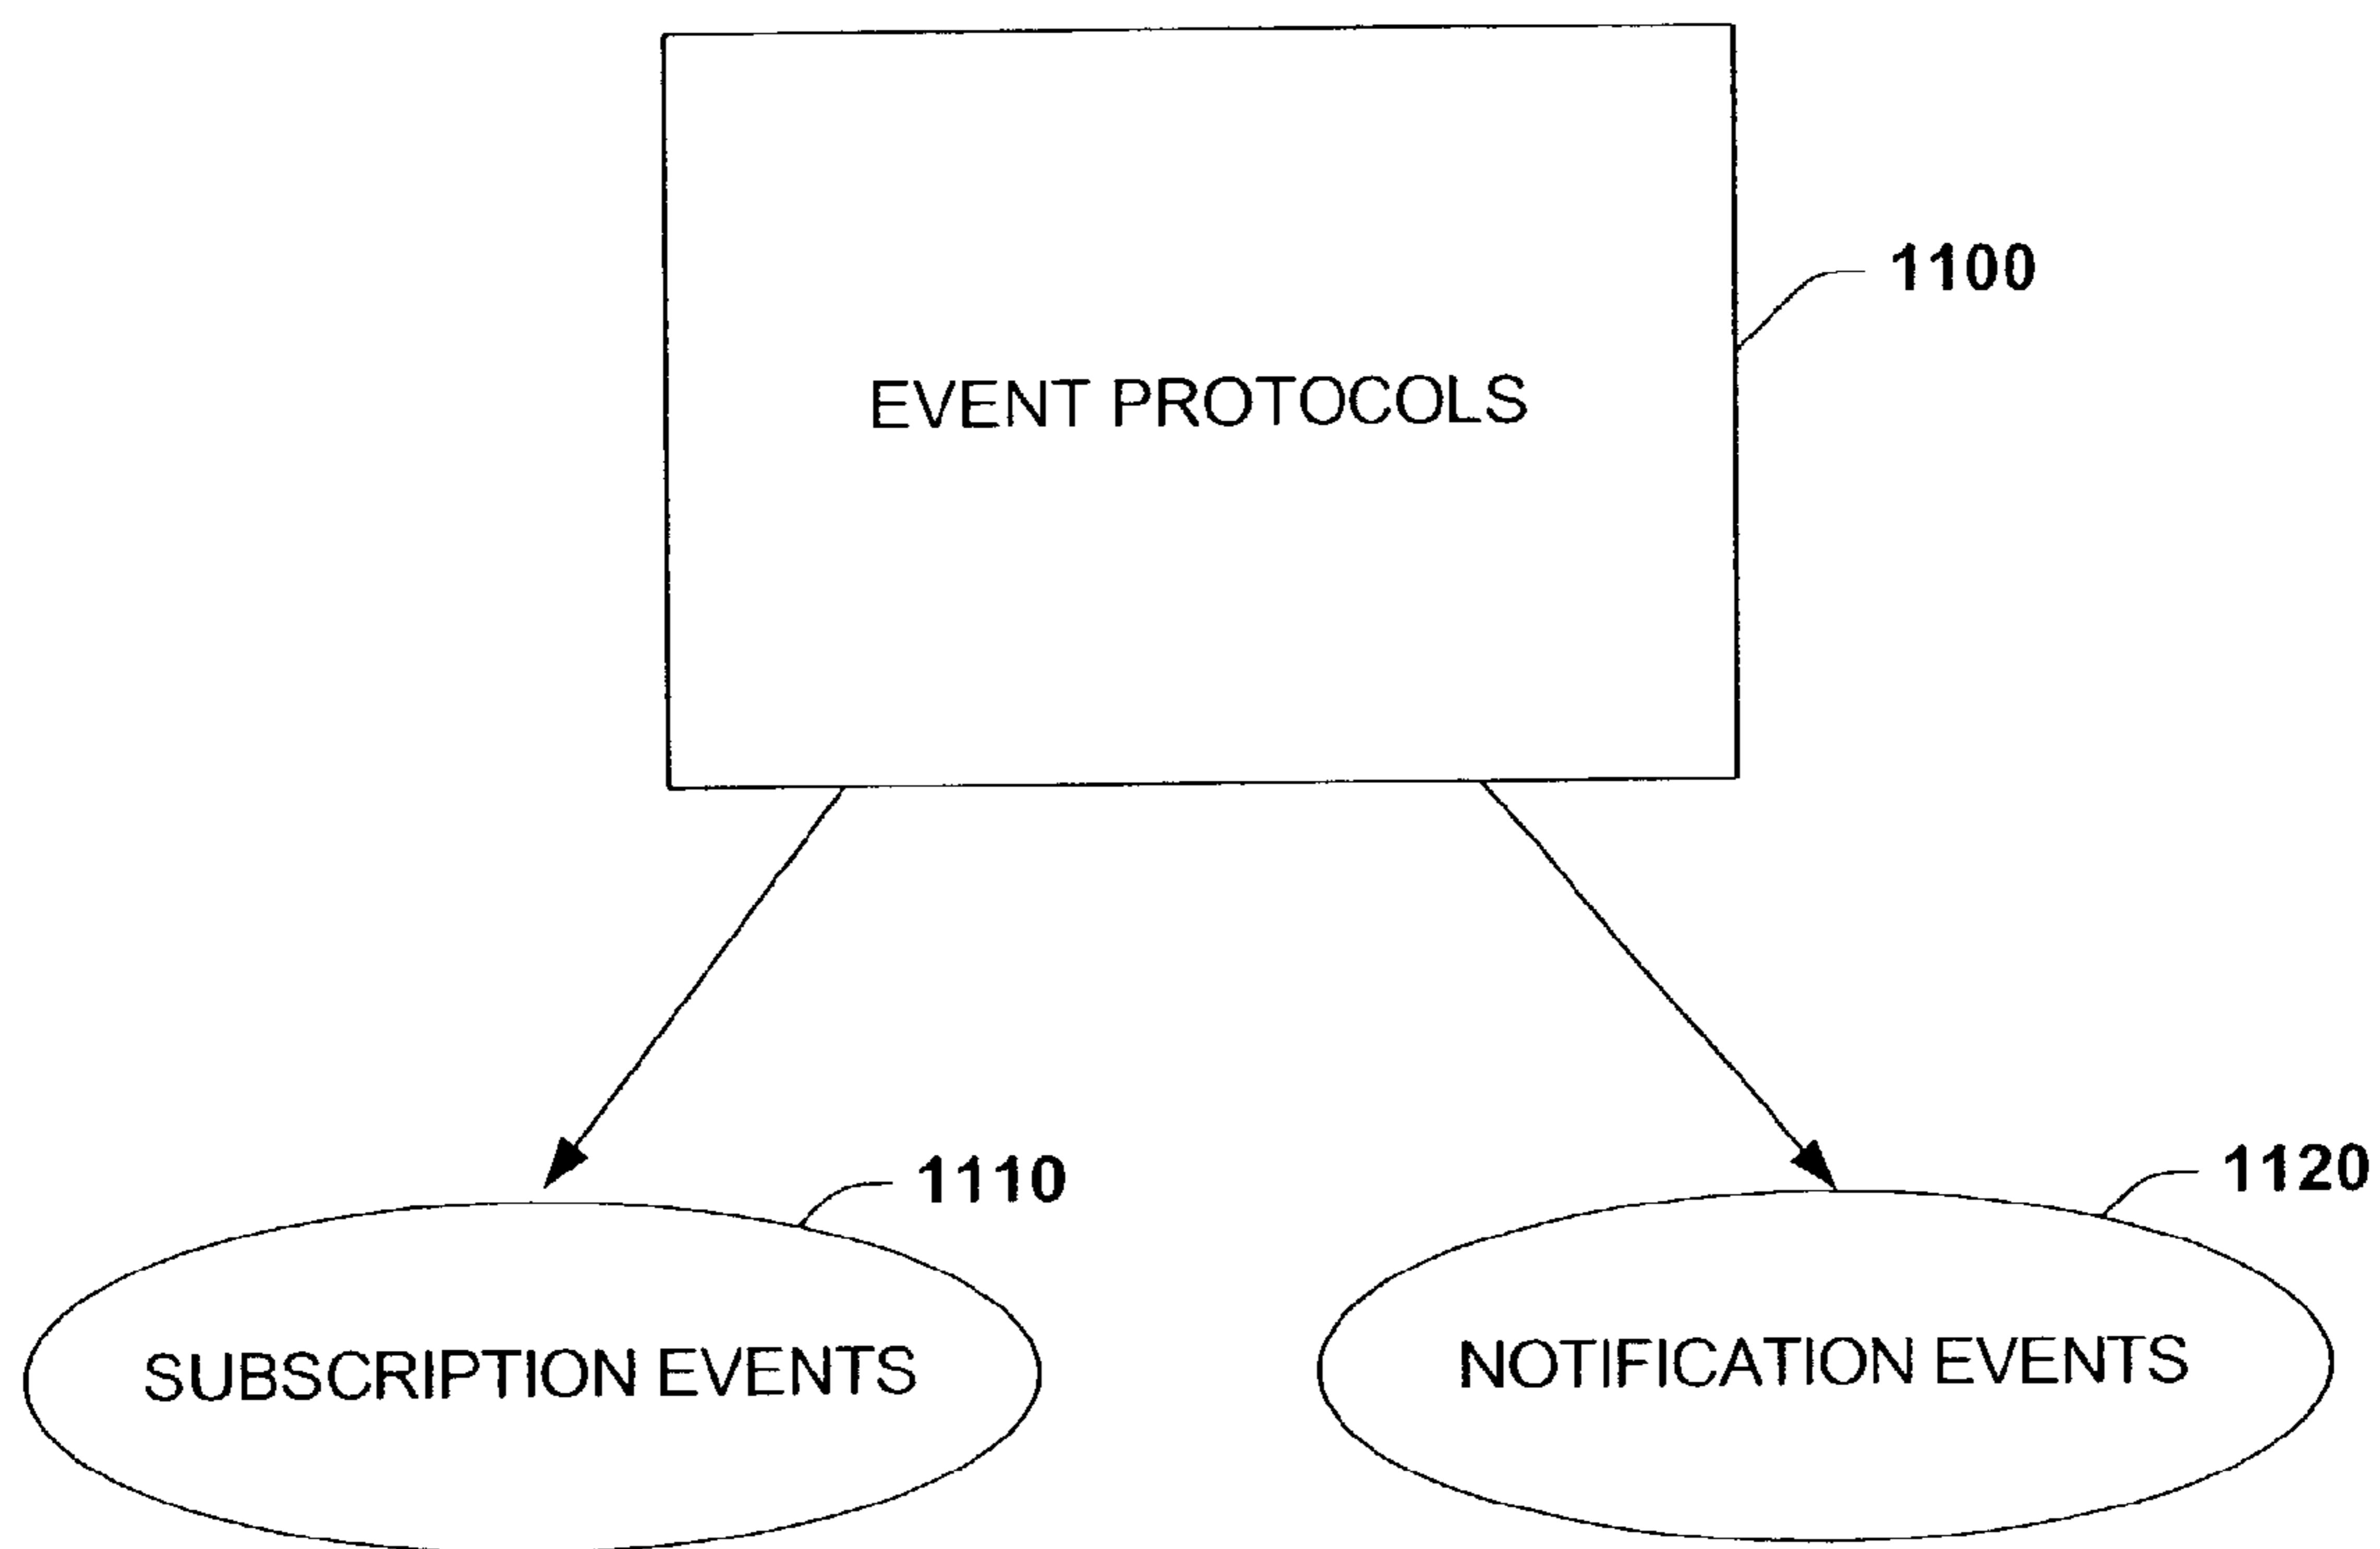 1100
EVENT PROTOCOLS
1110
1120
SUBSCRIPTION EVENTS
NOTIFICATION EVENTS